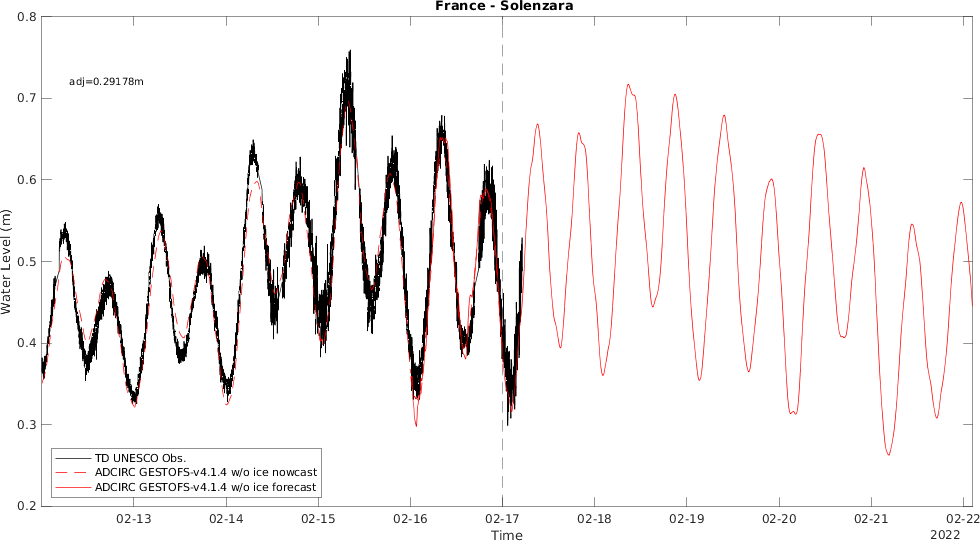 France - Solenzara
0.8
0.7
0.6
0.5
0.4
0.3
0.2
Water Level (m)
adj=0.29178m
TD UNESCO Obs.
ADCIRC GESTOFS-v4.1.4 w/o ice nowcast
ADCIRC GESTOFS-v4.1.4 w/o ice forecast
02-13 02-14 02-15 02-16 02-17 02-18 02-19 02-20 02-21 02-22
Time
2022